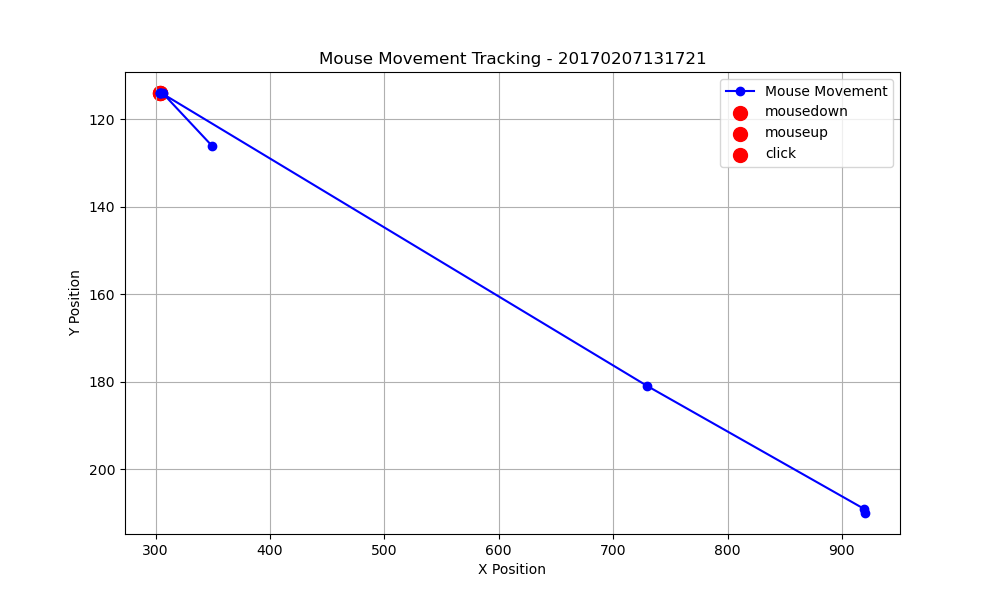 Mouse Movement Tracking - 20170207131721
Mouse Movement
mousedown
mouseup
click
120
140
160
180
200
Y Position
300 400 500 600 700 800 900
X Position